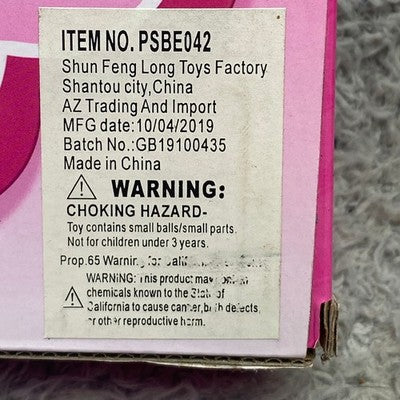 ITEM NO. PSBE042
Shun Feng Long Toys Factory
Shantou city,China
AZ Trading And Import
MFG date:10/04/2019
Batch No.:GB19100435
Made in China
WARNING:
CHOKING HAZARD-
Toy contains small balls/small parts.
Not for children under 3 years.
Prop.65 Warning for
WARNING: This product may contain
chemicals known to the State of
California to cause cancer, birth defects,
or other reproductive harm.